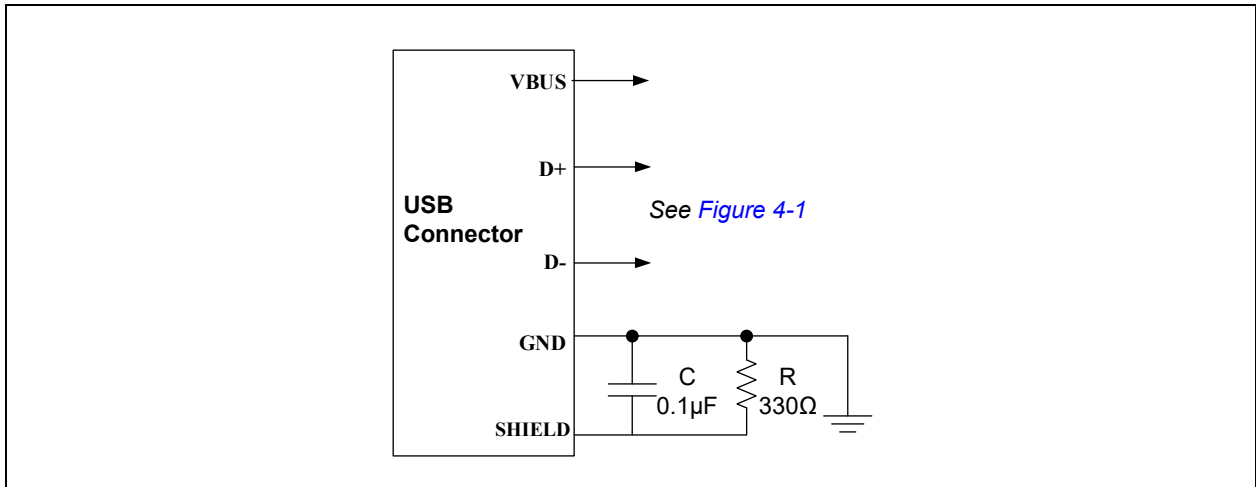 VBUS
D+
USB
Connector
See Figure 4-1
D-
GND
C
0.1µF
R
330Ω
SHIELD